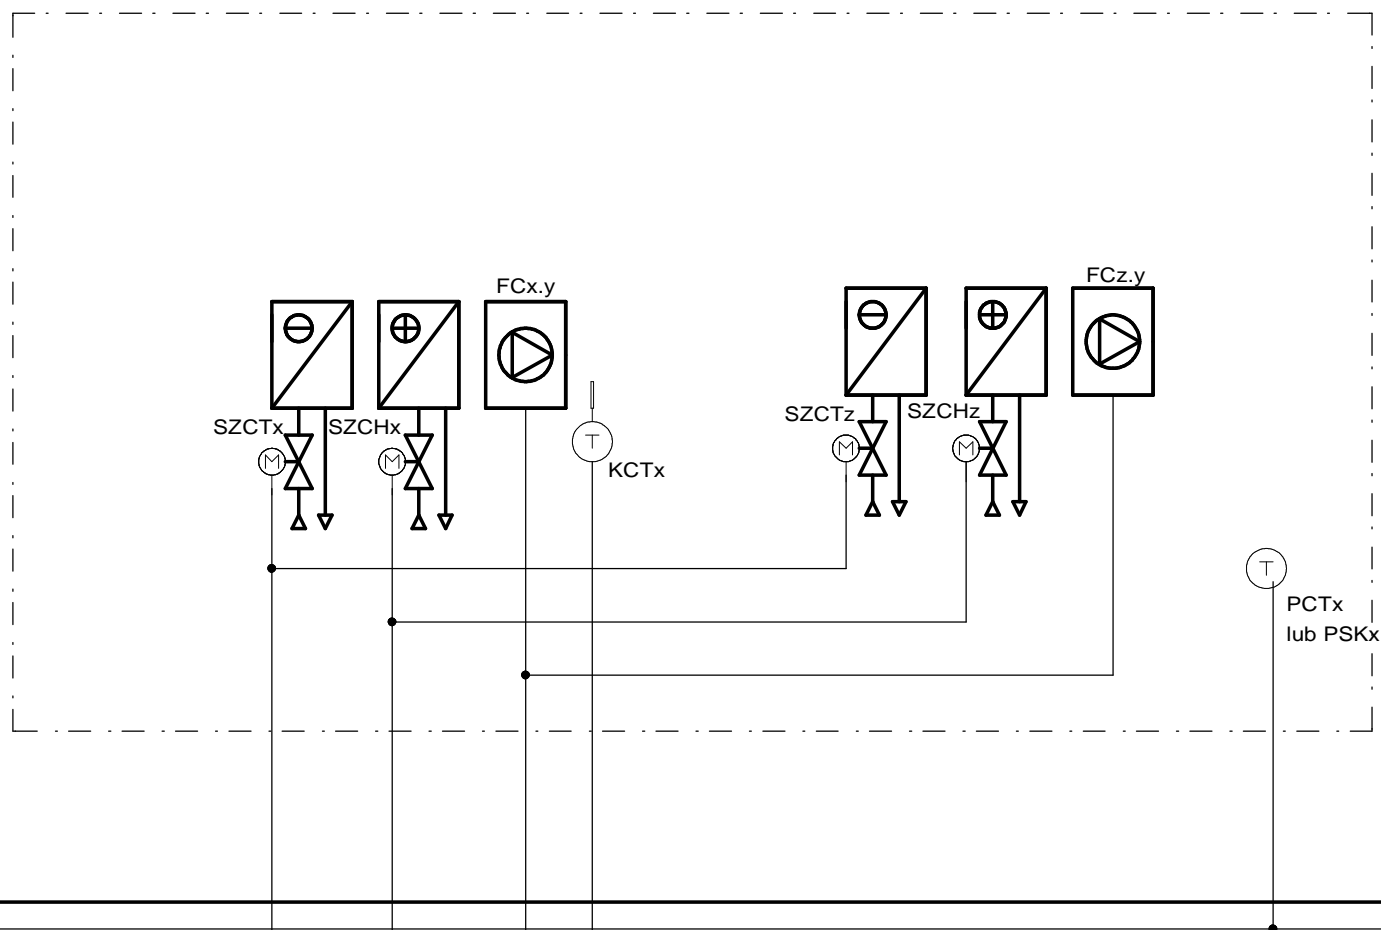 FCx.y
FCz.y
SZCTx
SZCHx
SZCTz
SZCHz
M
M
T
M
M
KCTx
T
PCTx
lub PSKx